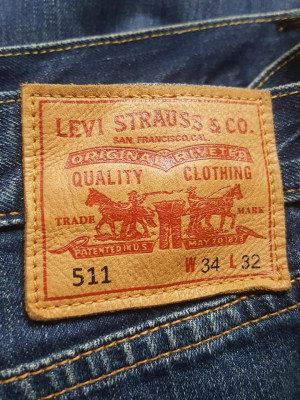 LEVI STRAUSS & CO.
SAN FRANCISCO, CAL.
ORIGINAL RIVETED
QUALITY CLOTHING
TRADE MARK
PATENTED IN U.S. MAY 20 1873
511 W 34 L 32